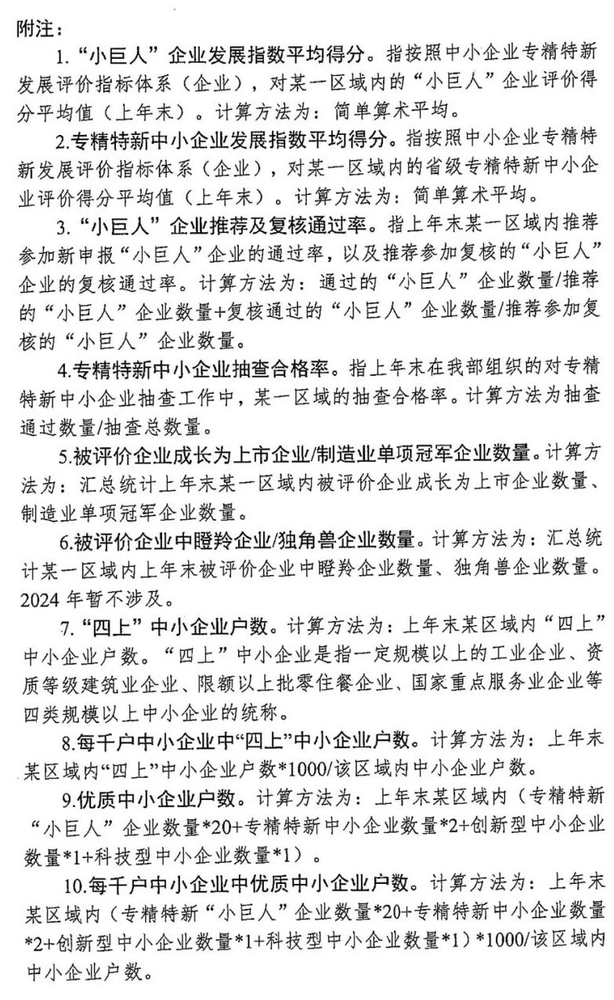 附注：
1.“小巨人”企业发展指数平均得分。指按照中小企业专精特新
发展评价指标体系（企业），对某一区域内的“小巨人”企业评价得
分平均值（上年末）。计算方法为：简单算术平均。
2.专精特新中小企业发展指数平均得分。指按照中小企业专精特
新发展评价指标体系（企业），对某一区域内的省级专精特新中小企
业评价得分平均值（上年末）。计算方法为：简单算术平均。
3.“小巨人”企业推荐及复核通过率。指上年末某一区域内推荐
参加新申报“小巨人”企业的通过率，以及推荐参加复核的“小巨人”
企业的复核通过率。计算方法为：通过的“小巨人”企业数量/推荐
的“小巨人”企业数量+复核通过的“小巨人”企业数量/推荐参加复
核的“小巨人”企业数量。
4.专精特新中小企业抽查合格率。指上年末在我部组织的对专精
特新中小企业抽查工作中，某一区域的抽查合格率。计算方法为抽查
通过数量/抽查总数量。
5.被评价企业成长为上市企业/制造业单项冠军企业数量。计算方
法为：汇总统计上年末某一区域内被评价企业成长为上市企业数量、
制造业单项冠军企业数量。
6.被评价企业中瞪羚企业/独角兽企业数量。计算方法为：汇总统
计某一区域内上年末被评价企业中瞪羚企业数量、独角兽企业数量。
2024 年暂不涉及。
7.“四上”中小企业户数。计算方法为：上年末某区域内“四上”
中小企业户数。“四上”中小企业是指一定规模以上的工业企业、资
质等级建筑业企业、限额以上批零住餐企业、国家重点服务业企业等
四类规模以上中小企业的统称。
8.每千户中小企业中“四上”中小企业户数。计算方法为：上年末
某区域内“四上”中小企业户数*1000/该区域内中小企业户数。
9.优质中小企业户数。计算方法为：上年末某区域内（专精特新
“小巨人”企业数量*20+专精特新中小企业数量*2+创新型中小企业
数量*1+科技型中小企业数量*1）。
10.每千户中小企业中优质中小企业户数。计算方法为：上年末
某区域内（专精特新“小巨人”企业数量*20+专精特新中小企业数量
*2+创新型中小企业数量*1+科技型中小企业数量*1）*1000/该区域内
中小企业户数。